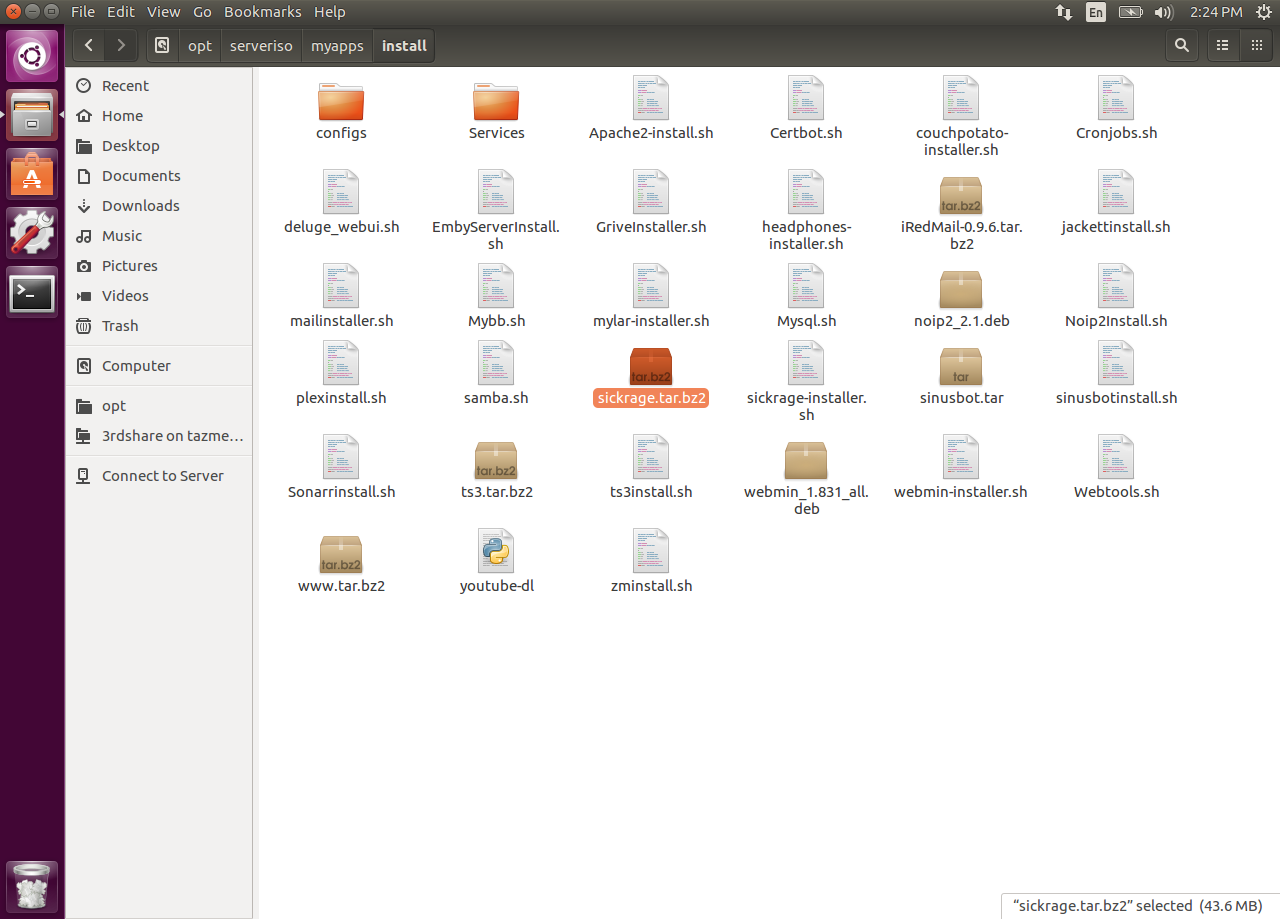 File Edit View Go Bookmarks Help
En
2:24 PM
opt serveriso myapps install
Recent
Home
Desktop
Documents
Downloads
Music
Pictures
Videos
Trash
Computer
opt
3rdshare on tazme...
Connect to Server
configs
Services
Apache2-install.sh
Certbot.sh
couchpotato-
installer.sh
Cronjobs.sh
deluge_webui.sh
EmbyServerInstall.
sh
GriveInstaller.sh
headphones-
installer.sh
tar.bz2
iRedMail-0.9.6.tar.
bz2
jackettinstall.sh
mailinstaller.sh
Mybb.sh
mylar-installer.sh
Mysql.sh
noip2_2.1.deb
Noip2Install.sh
plexinstall.sh
samba.sh
tar.bz2
sickrage.tar.bz2
sickrage-installer.
sh
tar
sinusbot.tar
sinusbotinstall.sh
Sonarrinstall.sh
tar.bz2
ts3.tar.bz2
ts3install.sh
webmin_1.831_all.
deb
webmin-installer.sh
Webtools.sh
tar.bz2
www.tar.bz2
youtube-dl
zminstall.sh
“sickrage.tar.bz2” selected (43.6 MB)